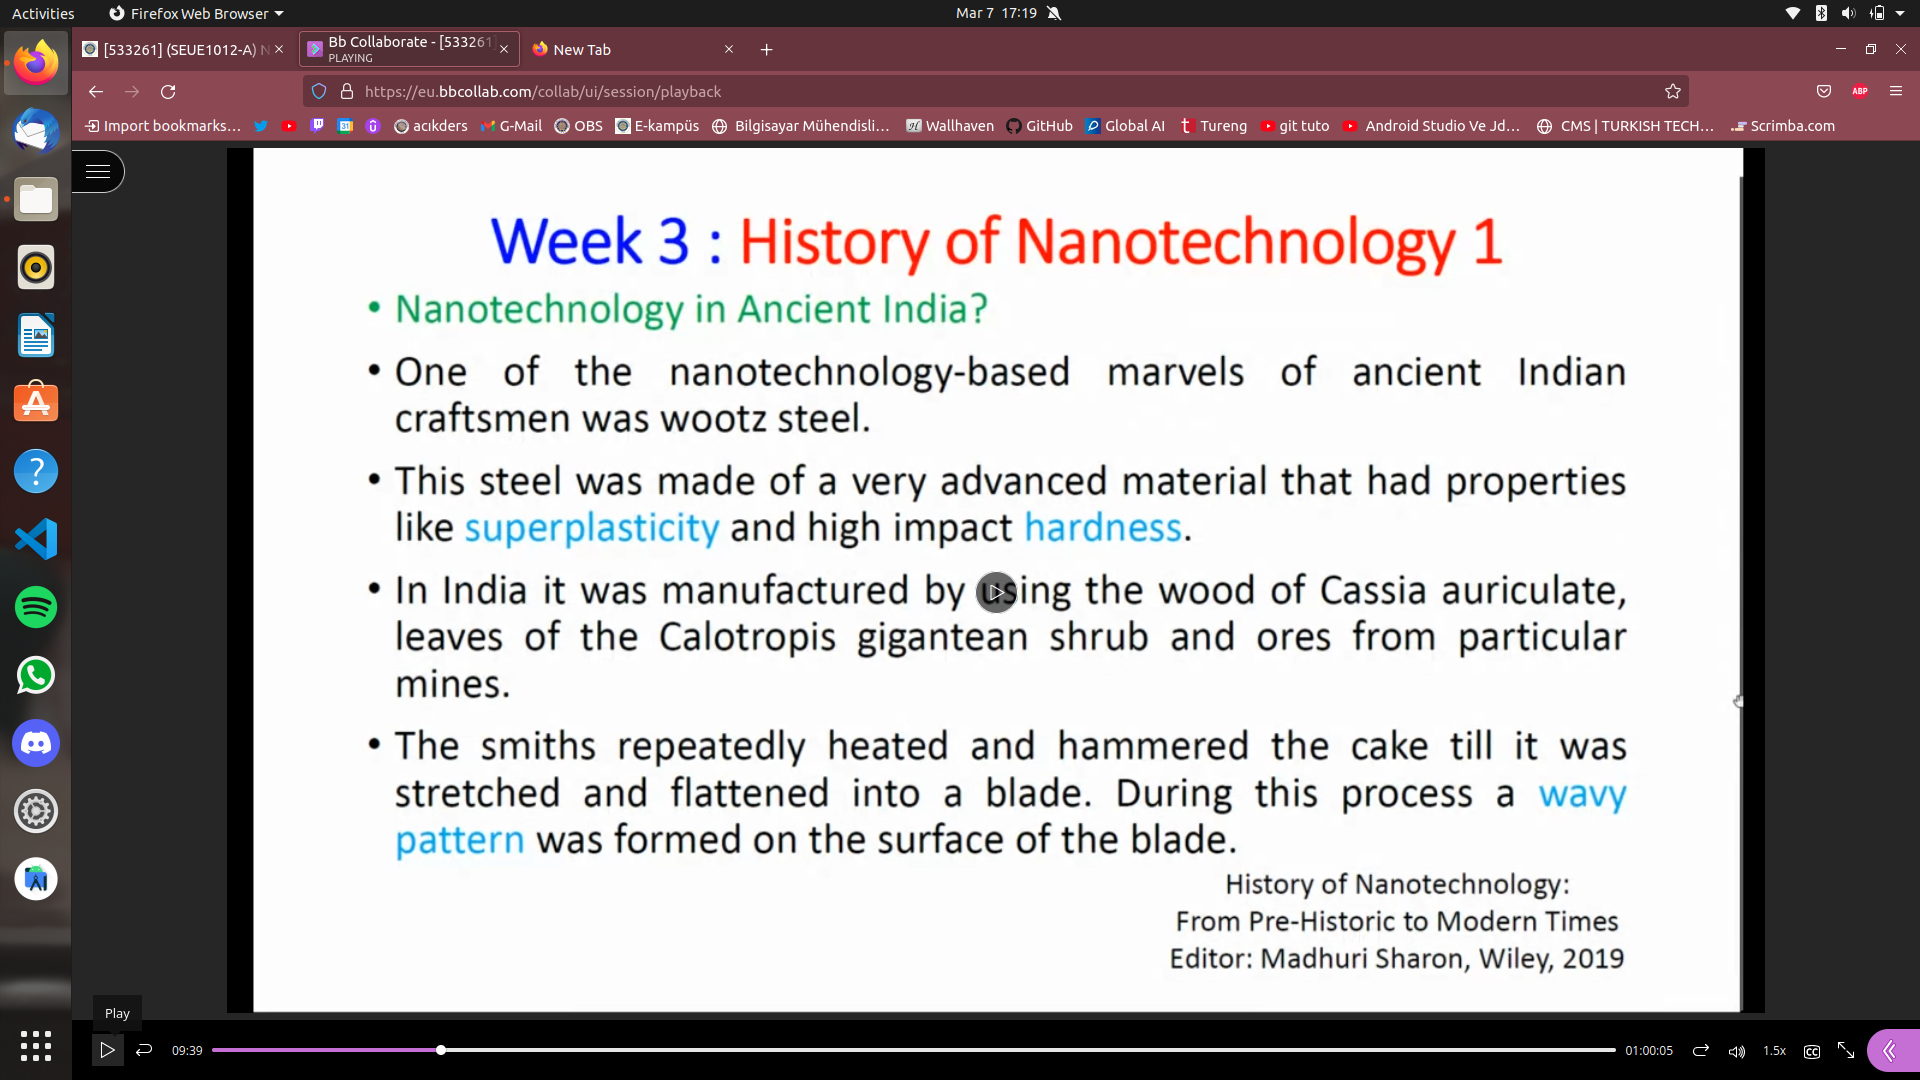 Activities
Firefox Web Browser
Mar 7 17:19
[533261] (SEUE1012-A) N
Bb Collaborate - [533261]
PLAYING
New Tab
https://eu.bbcollab.com/collab/ui/session/playback
ABP
Import bookmarks...
acıkders
G-Mail
OBS
E-kampüs
Bilgisayar Mühendisli...
Wallhaven
GitHub
Global AI
Tureng
git tuto
Android Studio Ve Jd...
CMS | TURKISH TECH...
Scrimba.com
Week 3 : History of Nanotechnology 1
• Nanotechnology in Ancient India?
• One of the nanotechnology-based marvels of ancient Indian
craftsmen was wootz steel.
• This steel was made of a very advanced material that had properties
like superplasticity and high impact hardness.
• In India it was manufactured by using the wood of Cassia auriculate,
leaves of the Calotropis gigantean shrub and ores from particular
mines.
• The smiths repeatedly heated and hammered the cake till it was
stretched and flattened into a blade. During this process a wavy
pattern was formed on the surface of the blade.
History of Nanotechnology:
From Pre-Historic to Modern Times
Editor: Madhuri Sharon, Wiley, 2019
Play
09:39
01:00:05
1.5x
CC